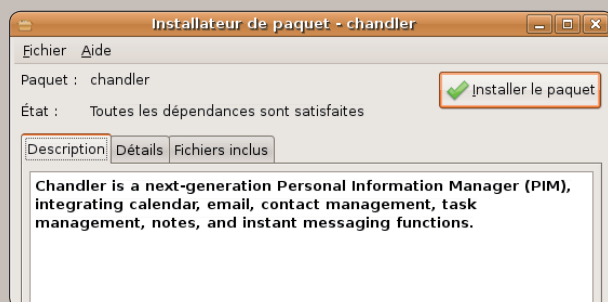 Installateur de paquet - chandler
Fichier Aide
Paquet : chandler
Installer le paquet
État : Toutes les dépendances sont satisfaites
Description Détails Fichiers inclus
Chandler is a next-generation Personal Information Manager (PIM),
integrating calendar, email, contact management, task
management, notes, and instant messaging functions.